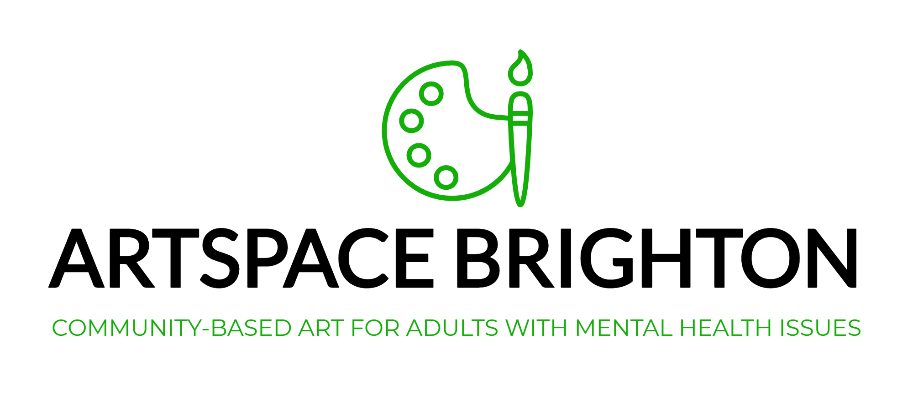 ARTSPACE BRIGHTON
COMMUNITY-BASED ART FOR ADULTS WITH MENTAL HEALTH ISSUES